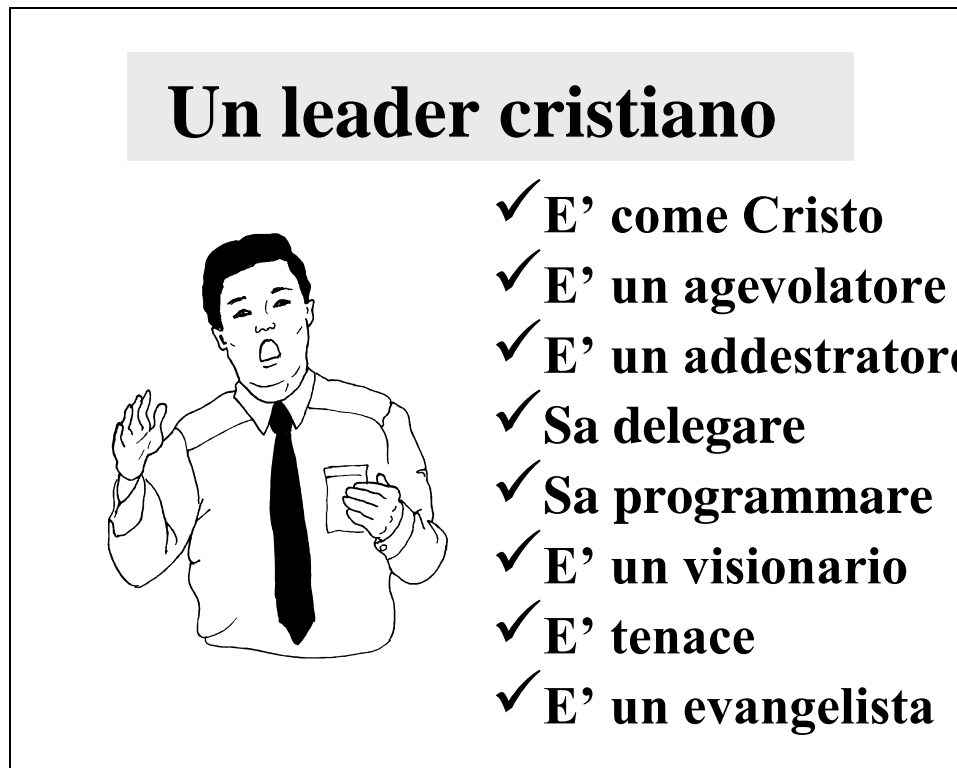 Un leader cristiano
✓E’ come Cristo
✓E’ un agevolatore
✓E’ un addestratore
✓Sa delegare
✓Sa programmare
✓E’ un visionario
✓E’ tenace
✓E’ un evangelista